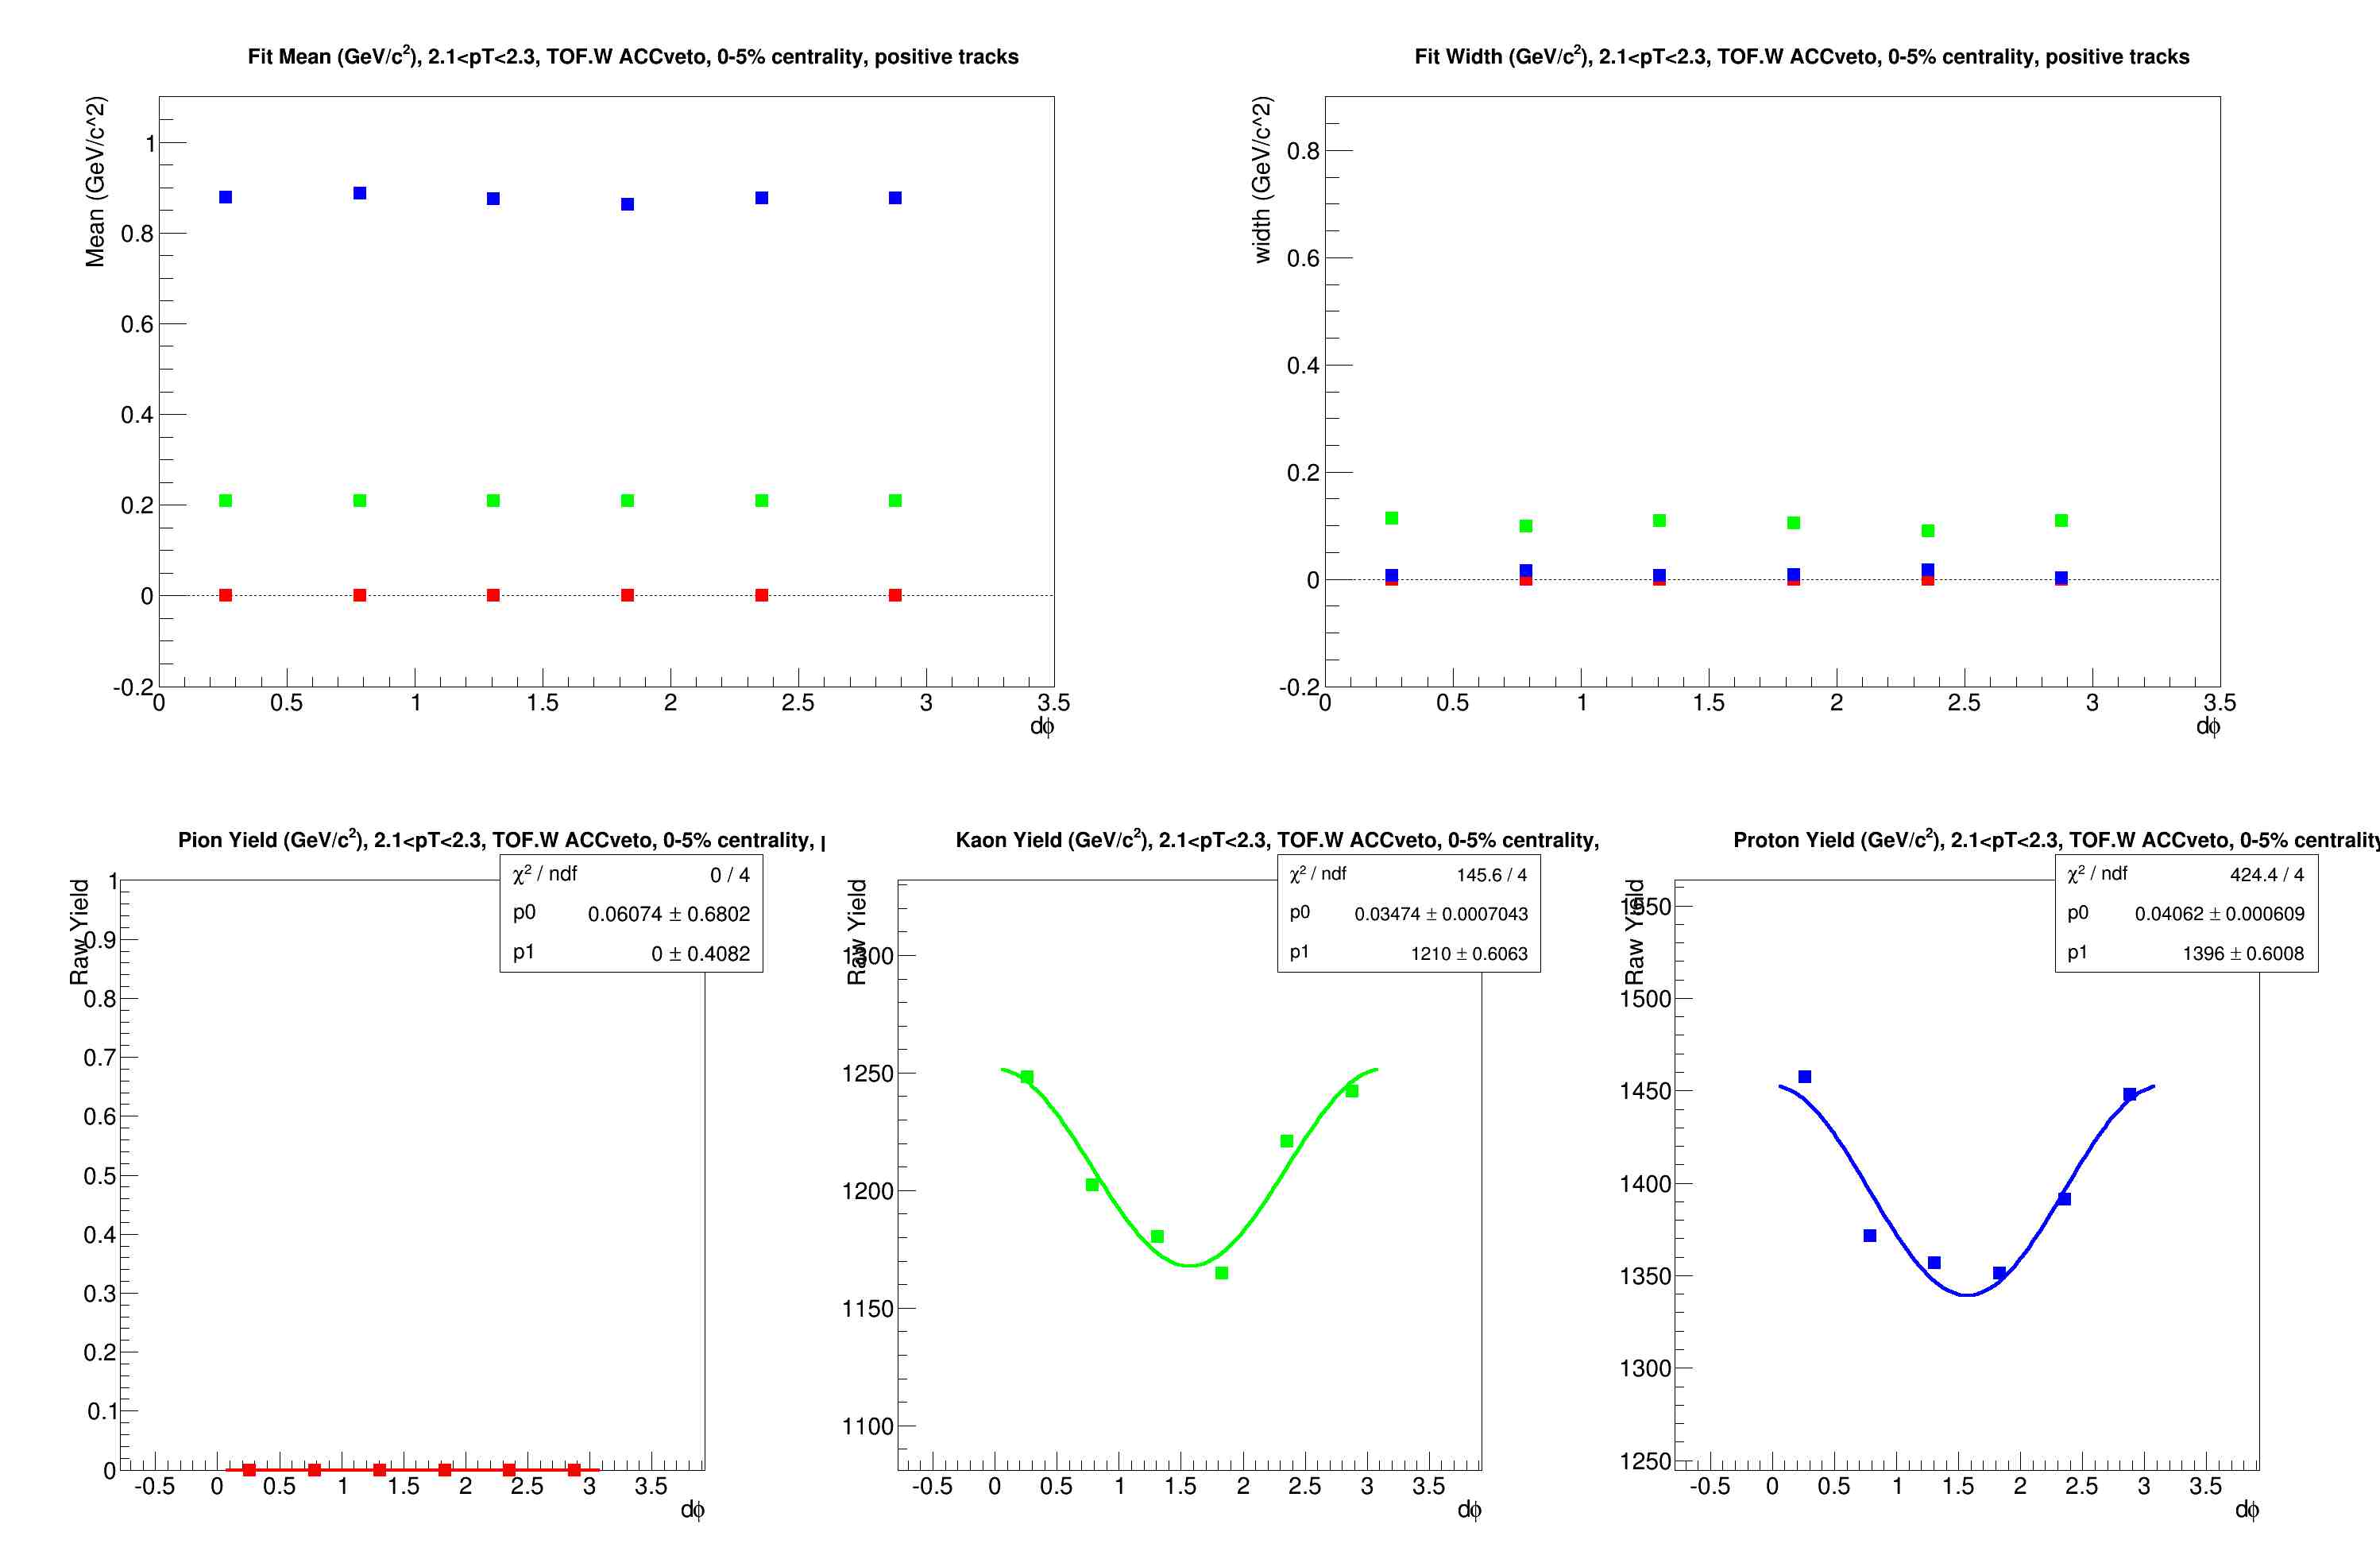 Fit Mean (GeV/c²), 2.1<pT<2.3, TOF.W ACCveto, 0-5% centrality, positive tracks
Mean (GeV/c^2)
1
0.8
0.6
0.4
0.2
0
-0.2
0 0.5 1 1.5 2 2.5 3 3.5
dϕ
Fit Width (GeV/c²), 2.1<pT<2.3, TOF.W ACCveto, 0-5% centrality, positive tracks
width (GeV/c^2)
0.8
0.6
0.4
0.2
0
-0.2
0 0.5 1 1.5 2 2.5 3 3.5
dϕ
Pion Yield (GeV/c²), 2.1<pT<2.3, TOF.W ACCveto, 0-5% centrality,
χ² / ndf 0 / 4
p0 0.06074 ± 0.6802
p1 0 ± 0.4082
Raw Yield
1
0.9
0.8
0.7
0.6
0.5
0.4
0.3
0.2
0.1
0
-0.5 0 0.5 1 1.5 2 2.5 3 3.5
dϕ
Kaon Yield (GeV/c²), 2.1<pT<2.3, TOF.W ACCveto, 0-5% centrality,
χ² / ndf 145.6 / 4
p0 0.03474 ± 0.0007043
p1 1210 ± 0.6063
Raw Yield
1300
1250
1200
1150
1100
-0.5 0 0.5 1 1.5 2 2.5 3 3.5
dϕ
Proton Yield (GeV/c²), 2.1<pT<2.3, TOF.W ACCveto, 0-5% centrality
χ² / ndf 424.4 / 4
p0 0.04062 ± 0.000609
p1 1396 ± 0.6008
Raw Yield
1550
1500
1450
1400
1350
1300
1250
-0.5 0 0.5 1 1.5 2 2.5 3 3.5
dϕ